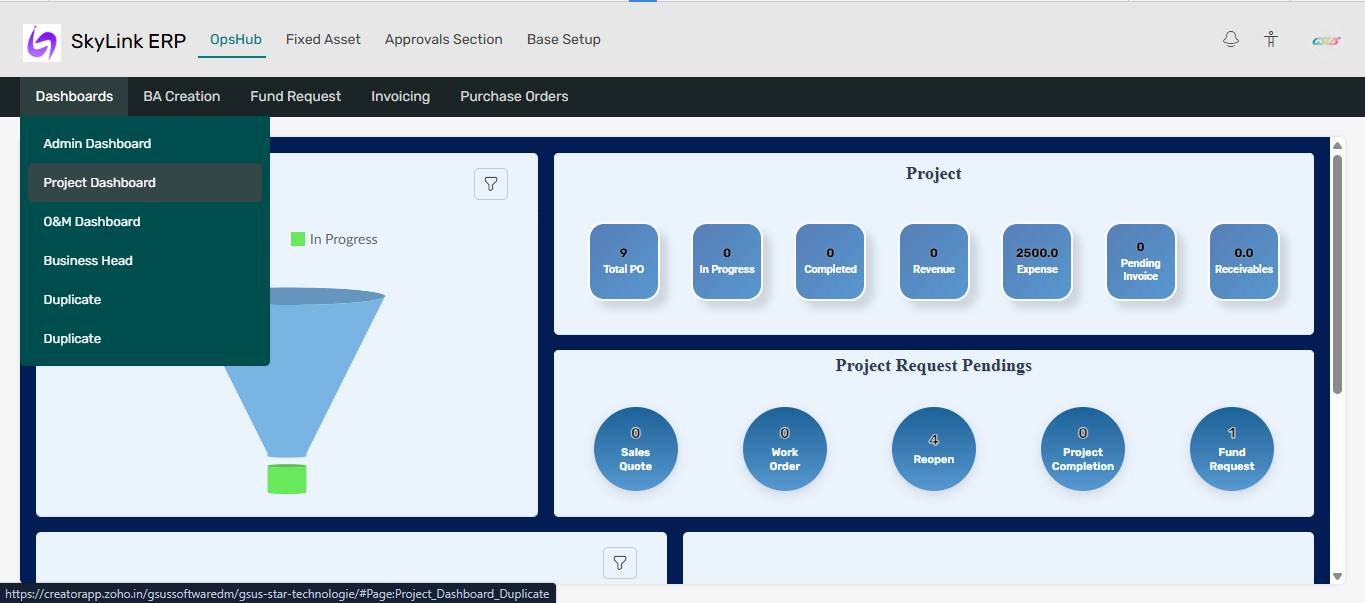 SkyLink ERP
OpsHub
Fixed Asset
Approvals Section
Base Setup
GSUS
Dashboards
BA Creation
Fund Request
Invoicing
Purchase Orders
Admin Dashboard
Project Dashboard
O&M Dashboard
Business Head
Duplicate
Duplicate
In Progress
Project
9
Total PO
0
In Progress
0
Completed
0
Revenue
2500.0
Expense
0
Pending
Invoice
0.0
Receivables
Project Request Pendings
0
Sales
Quote
0
Work
Order
4
Reopen
0
Project
Completion
1
Fund
Request
https://creatorapp.zoho.in/gsussoftwaredm/gsus-star-technologie/#Page:Project_Dashboard_Duplicate